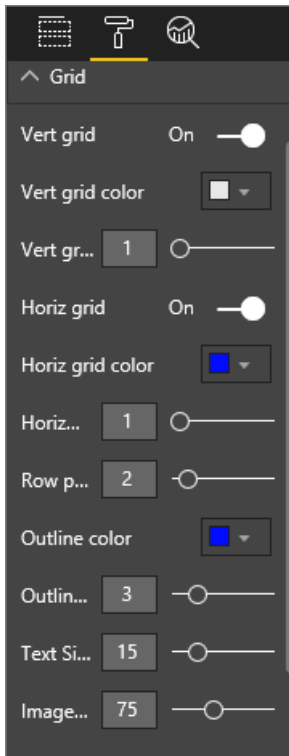 Grid
Vert grid On
Vert grid color
Vert gr... 1
Horiz grid On
Horiz grid color
Horiz... 1
Row p... 2
Outline color
Outlin... 3
Text Si... 15
Image... 75